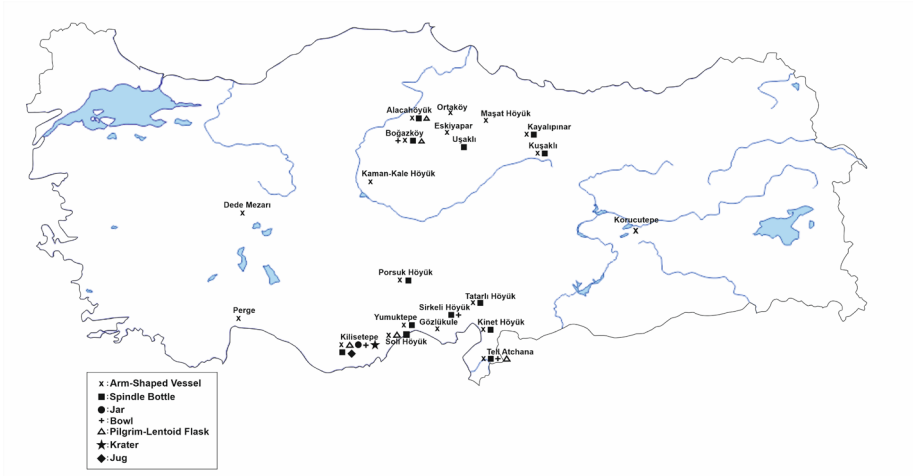 Alacahöyük
Ortaköy
Maşat Höyük
Eskiyapar
Kayalıpınar
Boğazköy
Uşaklı
Kuşaklı
Kaman-Kale Höyük
Dede Mezarı
Korucutepe
Porsuk Höyük
Tatarlı Höyük
Sirkeli Höyük
Perge
Yumuktepe
Gözlükule
Kinet Höyük
Kilisetepe
Soli Höyük
Tell Atchana
x : Arm-Shaped Vessel
■ : Spindle Bottle
● : Jar
+ : Bowl
△ : Pilgrim-Lentoid Flask
★ : Krater
◆ : Jug